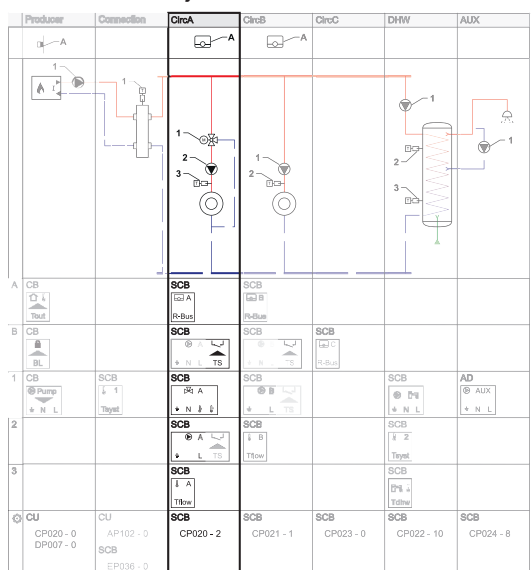 Producer Connection CircA CircB CircC DHW AUX
A A A
1 1 1
1 1 1
2 2 2
3 3
A CB SCB SCB
A B
Tout R-Bus R-Bus
B CB SCB SCB SCB
A B C
BL N L TS N L TS R-Bus
1 CB SCB SCB SCB SCB AD
Pump 1 A B AUX
N L Tsyst N L TS N L N L
2 SCB SCB SCB
A B 2
L TS Tflow Tsyst
3 SCB SCB
A
Tflow Tdhw
CU CU SCB SCB SCB SCB SCB
CP020 - 0 AP102 - 0 CP020 - 2 CP021 - 1 CP023 - 0 CP022 - 10 CP024 - 8
DP007 - 0 SCB
EP036 - 0